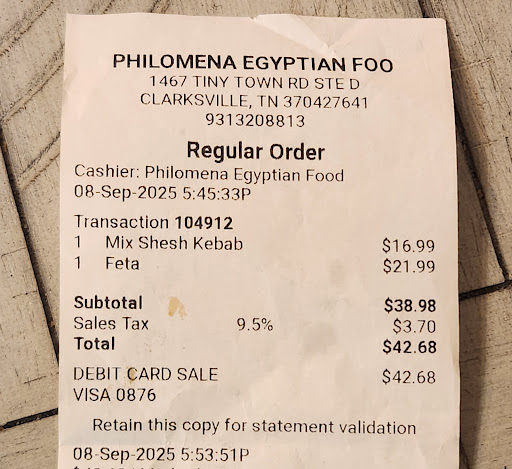 PHILOMENA EGYPTIAN FOO
1467 TINY TOWN RD STE D
CLARKSVILLE, TN 370427641
9313208813
Regular Order
Cashier: Philomena Egyptian Food
08-Sep-2025 5:45:33P
Transaction 104912
1 Mix Shesh Kebab $16.99
1 Feta $21.99
Subtotal $38.98
Sales Tax 9.5% $3.70
Total $42.68
DEBIT CARD SALE $42.68
VISA 0876
Retain this copy for statement validation
08-Sep-2025 5:53:51P